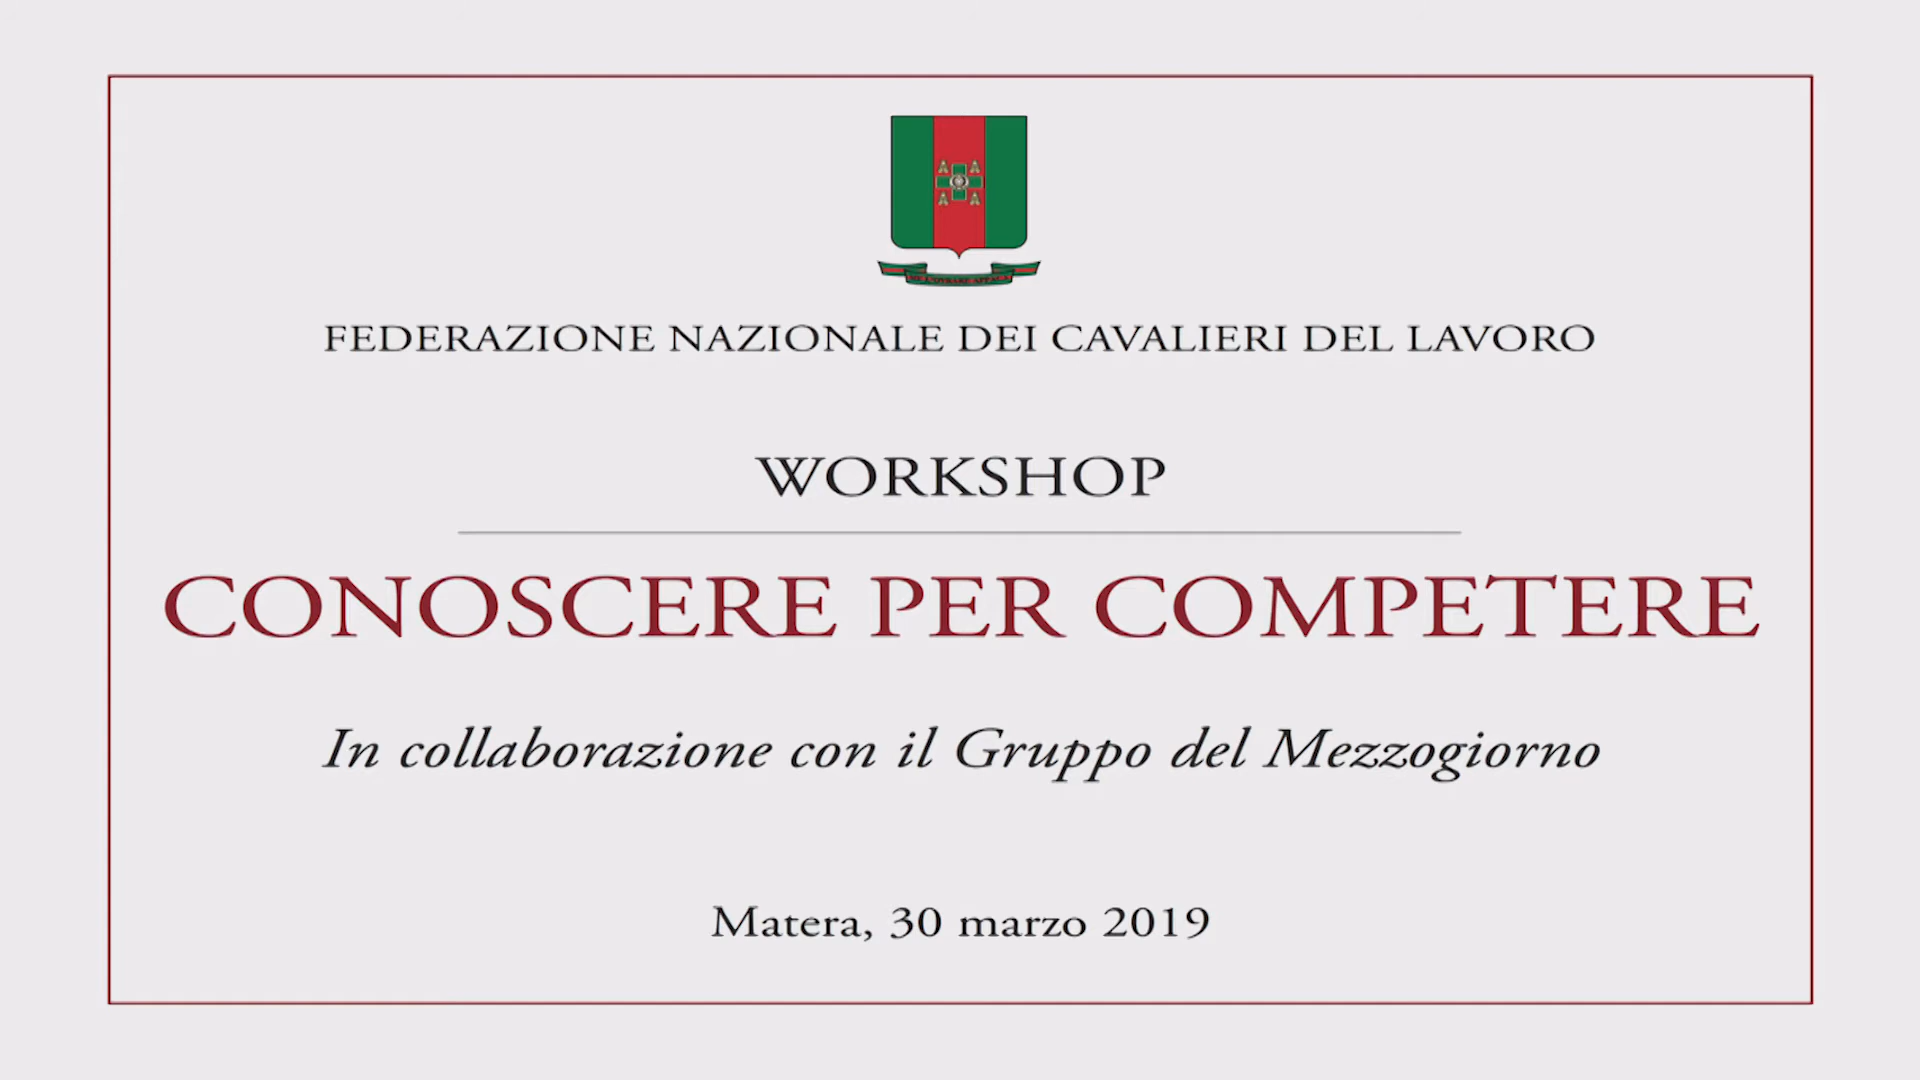 FEDERAZIONE NAZIONALE DEI CAVALIERI DEL LAVORO
WORKSHOP
CONOSCERE PER COMPETERE
In collaborazione con il Gruppo del Mezzogiorno
Matera, 30 marzo 2019